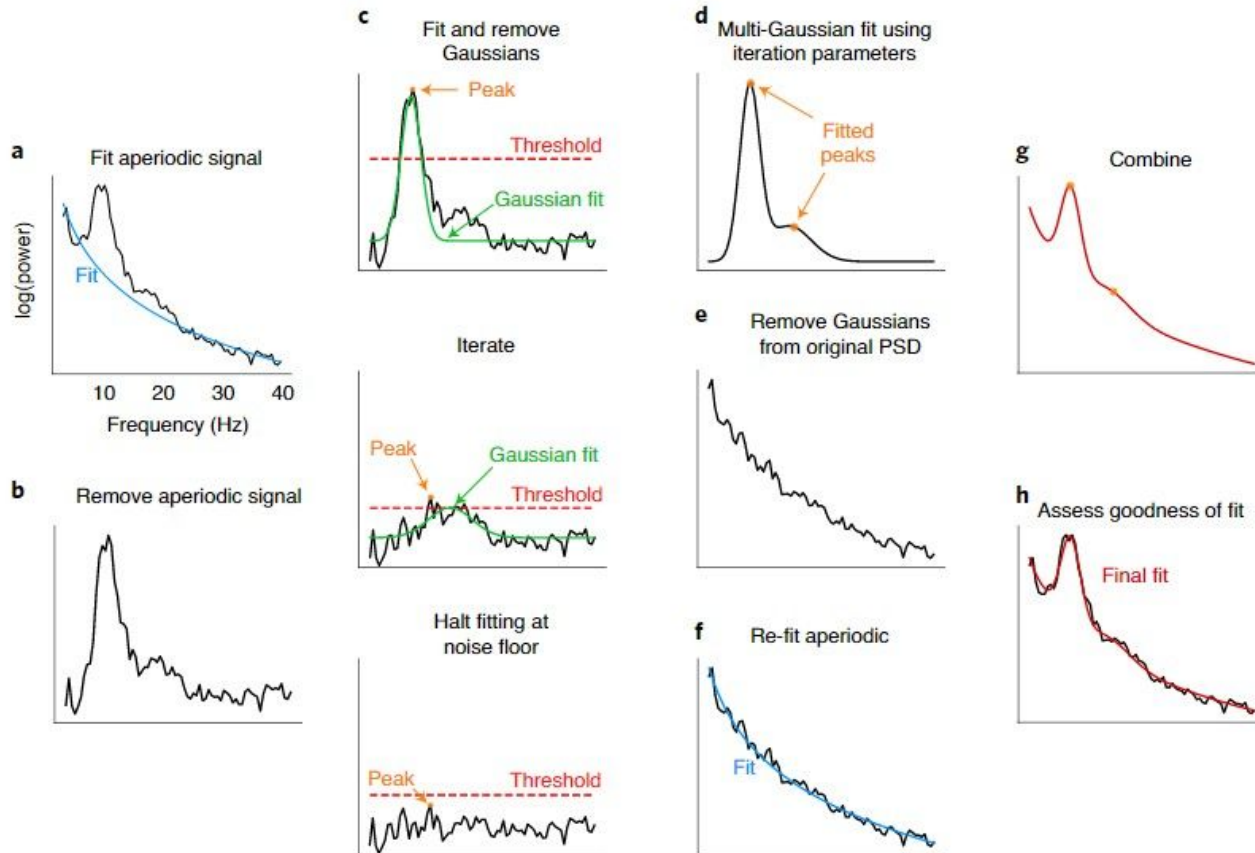 a
Fit aperiodic signal
log(power)
Fit
10 20 30 40
Frequency (Hz)
b
Remove aperiodic signal
c
Fit and remove
Gaussians
Peak
Threshold
Gaussian fit
Iterate
Peak
Gaussian fit
Threshold
Halt fitting at
noise floor
Peak
Threshold
d
Multi-Gaussian fit using
iteration parameters
Fitted
peaks
e
Remove Gaussians
from original PSD
f
Re-fit aperiodic
Fit
g
Combine
h
Assess goodness of fit
Final fit